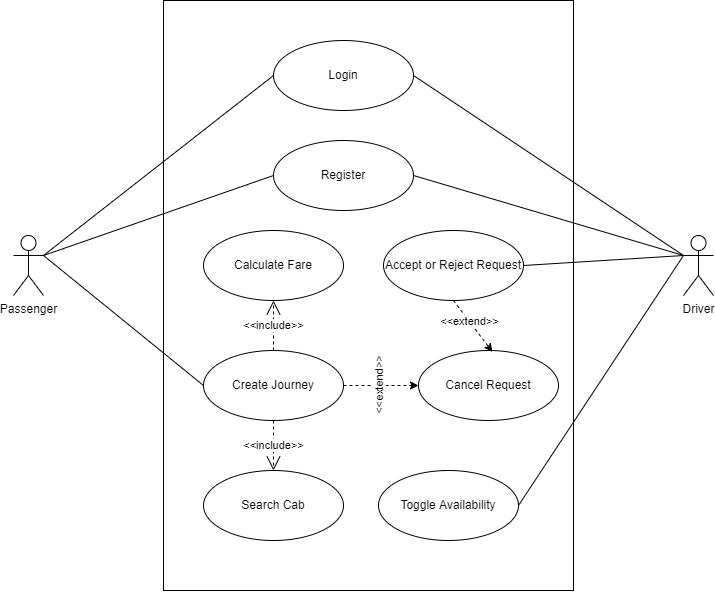 Login
Register
Calculate Fare
Accept or Reject Request
Passenger
Driver
<<include>>
<<extend>>
Create Journey
<<extend>>
Cancel Request
<<include>>
Search Cab
Toggle Availability